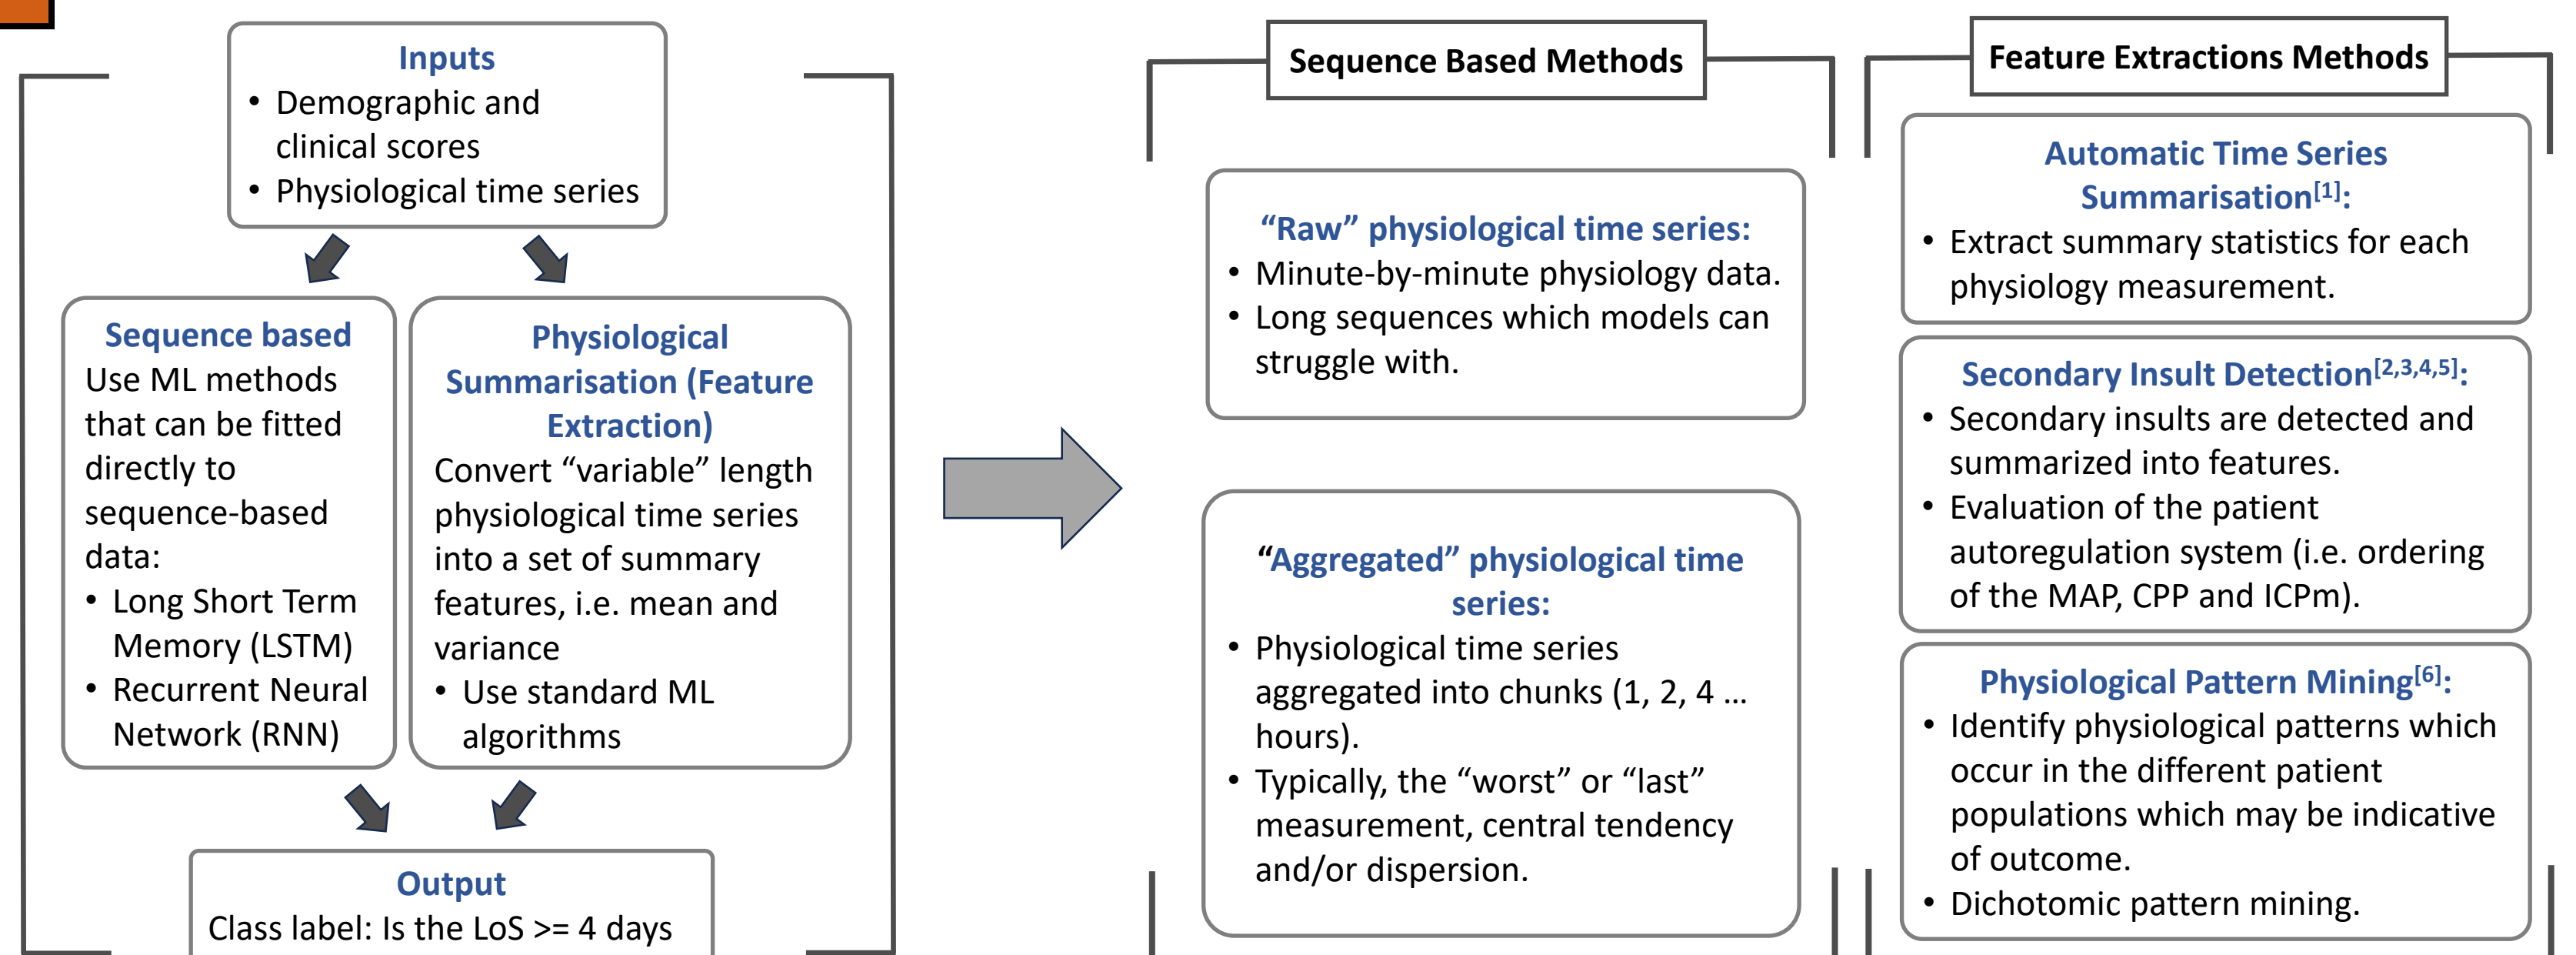 Inputs
• Demographic and
clinical scores
• Physiological time series
Sequence based
Use ML methods
that can be fitted
directly to
sequence-based
data:
• Long Short Term
Memory (LSTM)
• Recurrent Neural
Network (RNN)
Physiological
Summarisation (Feature
Extraction)
Convert “variable” length
physiological time series
into a set of summary
features, i.e. mean and
variance
• Use standard ML
algorithms
Output
Class label: Is the LoS >= 4 days
Sequence Based Methods
“Raw” physiological time series:
• Minute-by-minute physiology data.
• Long sequences which models can
struggle with.
“Aggregated” physiological time
series:
• Physiological time series
aggregated into chunks (1, 2, 4 …
hours).
• Typically, the “worst” or “last”
measurement, central tendency
and/or dispersion.
Feature Extractions Methods
Automatic Time Series
Summarisation[1]:
• Extract summary statistics for each
physiology measurement.
Secondary Insult Detection[2,3,4,5]:
• Secondary insults are detected and
summarized into features.
• Evaluation of the patient
autoregulation system (i.e. ordering
of the MAP, CPP and ICPm).
Physiological Pattern Mining[6]:
• Identify physiological patterns which
occur in the different patient
populations which may be indicative
of outcome.
• Dichotomic pattern mining.